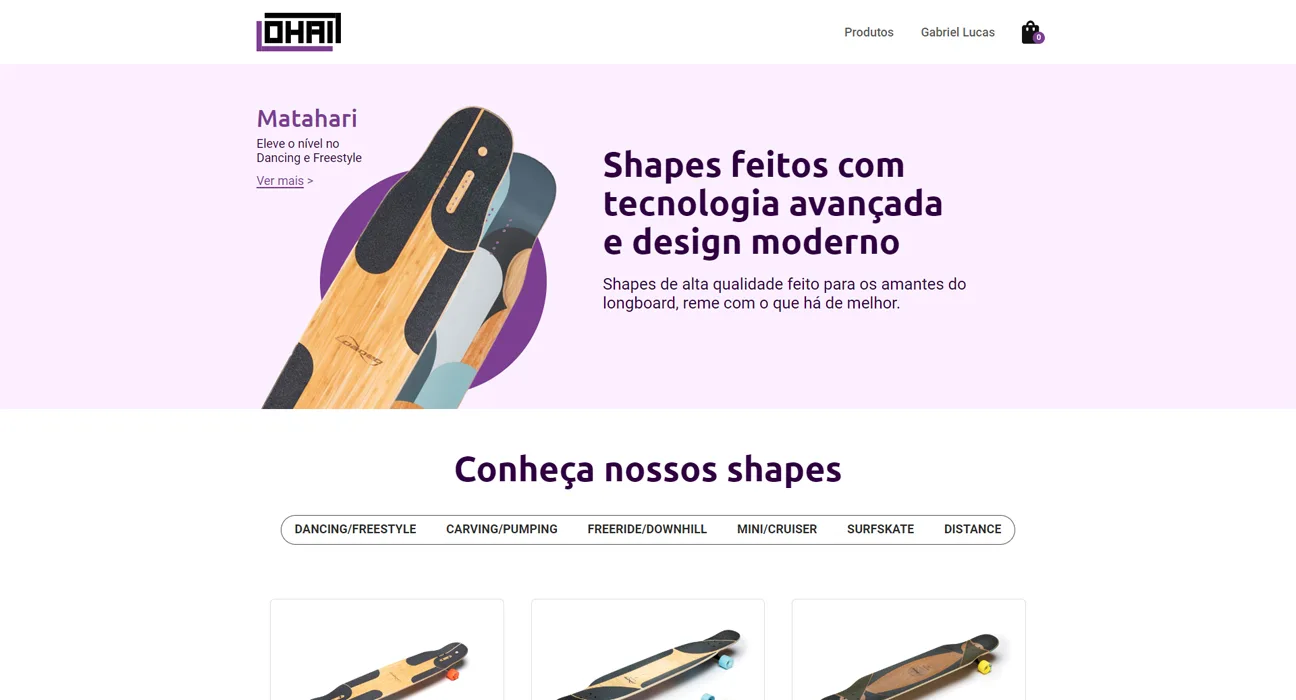 LOHAII
Produtos
Gabriel Lucas
0
Matahari
Eleve o nível no
Dancing e Freestyle
Ver mais >
Shapes feitos com
tecnologia avançada
e design moderno
Shapes de alta qualidade feito para os amantes do
longboard, reme com o que há de melhor.
Conheça nossos shapes
DANCING/FREESTYLE CARVING/PUMPING FREERIDE/DOWNHILL MINI/CRUISER SURFSKATE DISTANCE